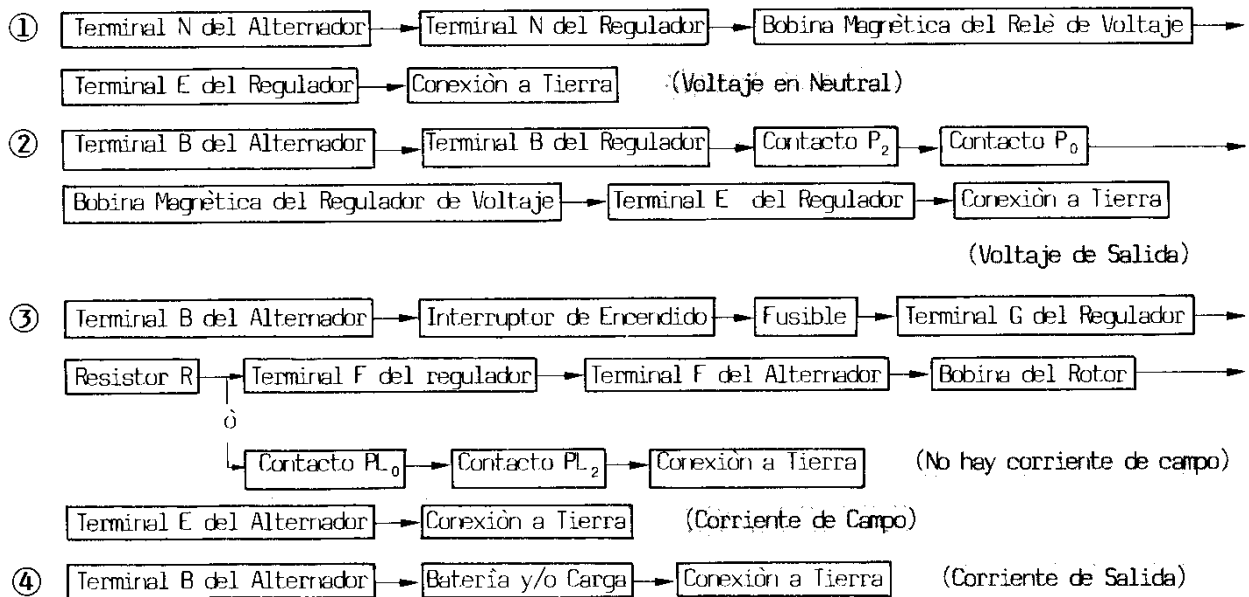 ① Terminal N del Alternador Terminal N del Regulador Bobina Magnètica del Relè de Voltaje
Terminal E del Regulador Conexiòn a Tierra (Voltaje en Neutral)
② Terminal B del Alternador Terminal B del Regulador Contacto P₂ Contacto P₀
Bobina Magnètica del Regulador de Voltaje Terminal E del Regulador Conexiòn a Tierra
(Voltaje de Salida)
③ Terminal B del Alternador Interruptor de Encendido Fusible Terminal G del Regulador
Resistor R Terminal F del regulador Terminal F del Alternador Bobina del Rotor
Ò
Contacto PL₀ Contacto PL₂ Conexiòn a Tierra (No hay corriente de campo)
Terminal E del Alternador Conexiòn a Tierra (Corriente de Campo)
④ Terminal B del Alternador Baterîa y/o Carga Conexiòn a Tierra (Corriente de Salida)